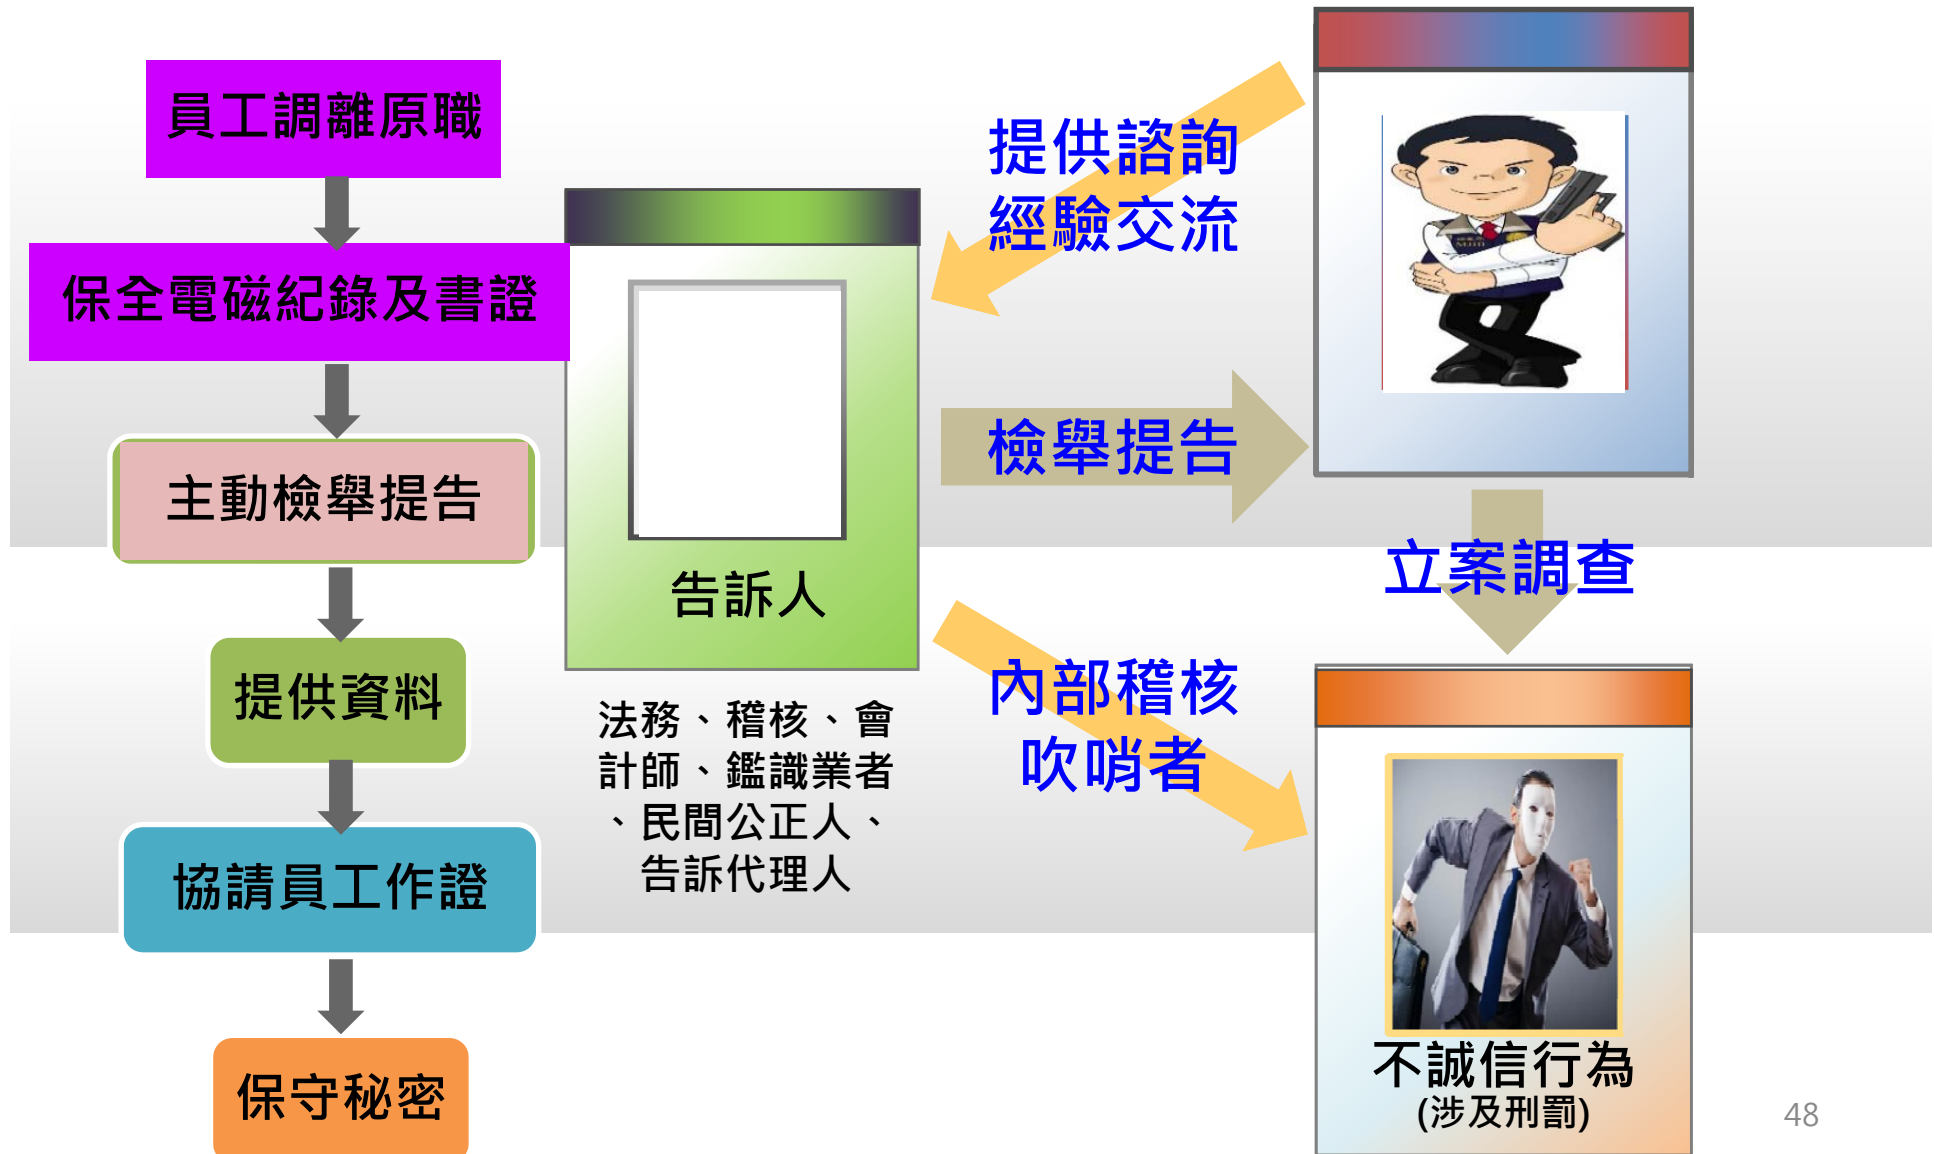 員工調離原職
保全電磁紀錄及書證
主動檢舉提告
提供資料
協請員工作證
保守秘密
告訴人
法務、稽核、會
計師、鑑識業者
、民間公正人、
告訴代理人
提供諮詢
經驗交流
檢舉提告
內部稽核
吹哨者
MJIB
立案調查
不誠信行為
(涉及刑罰)
48